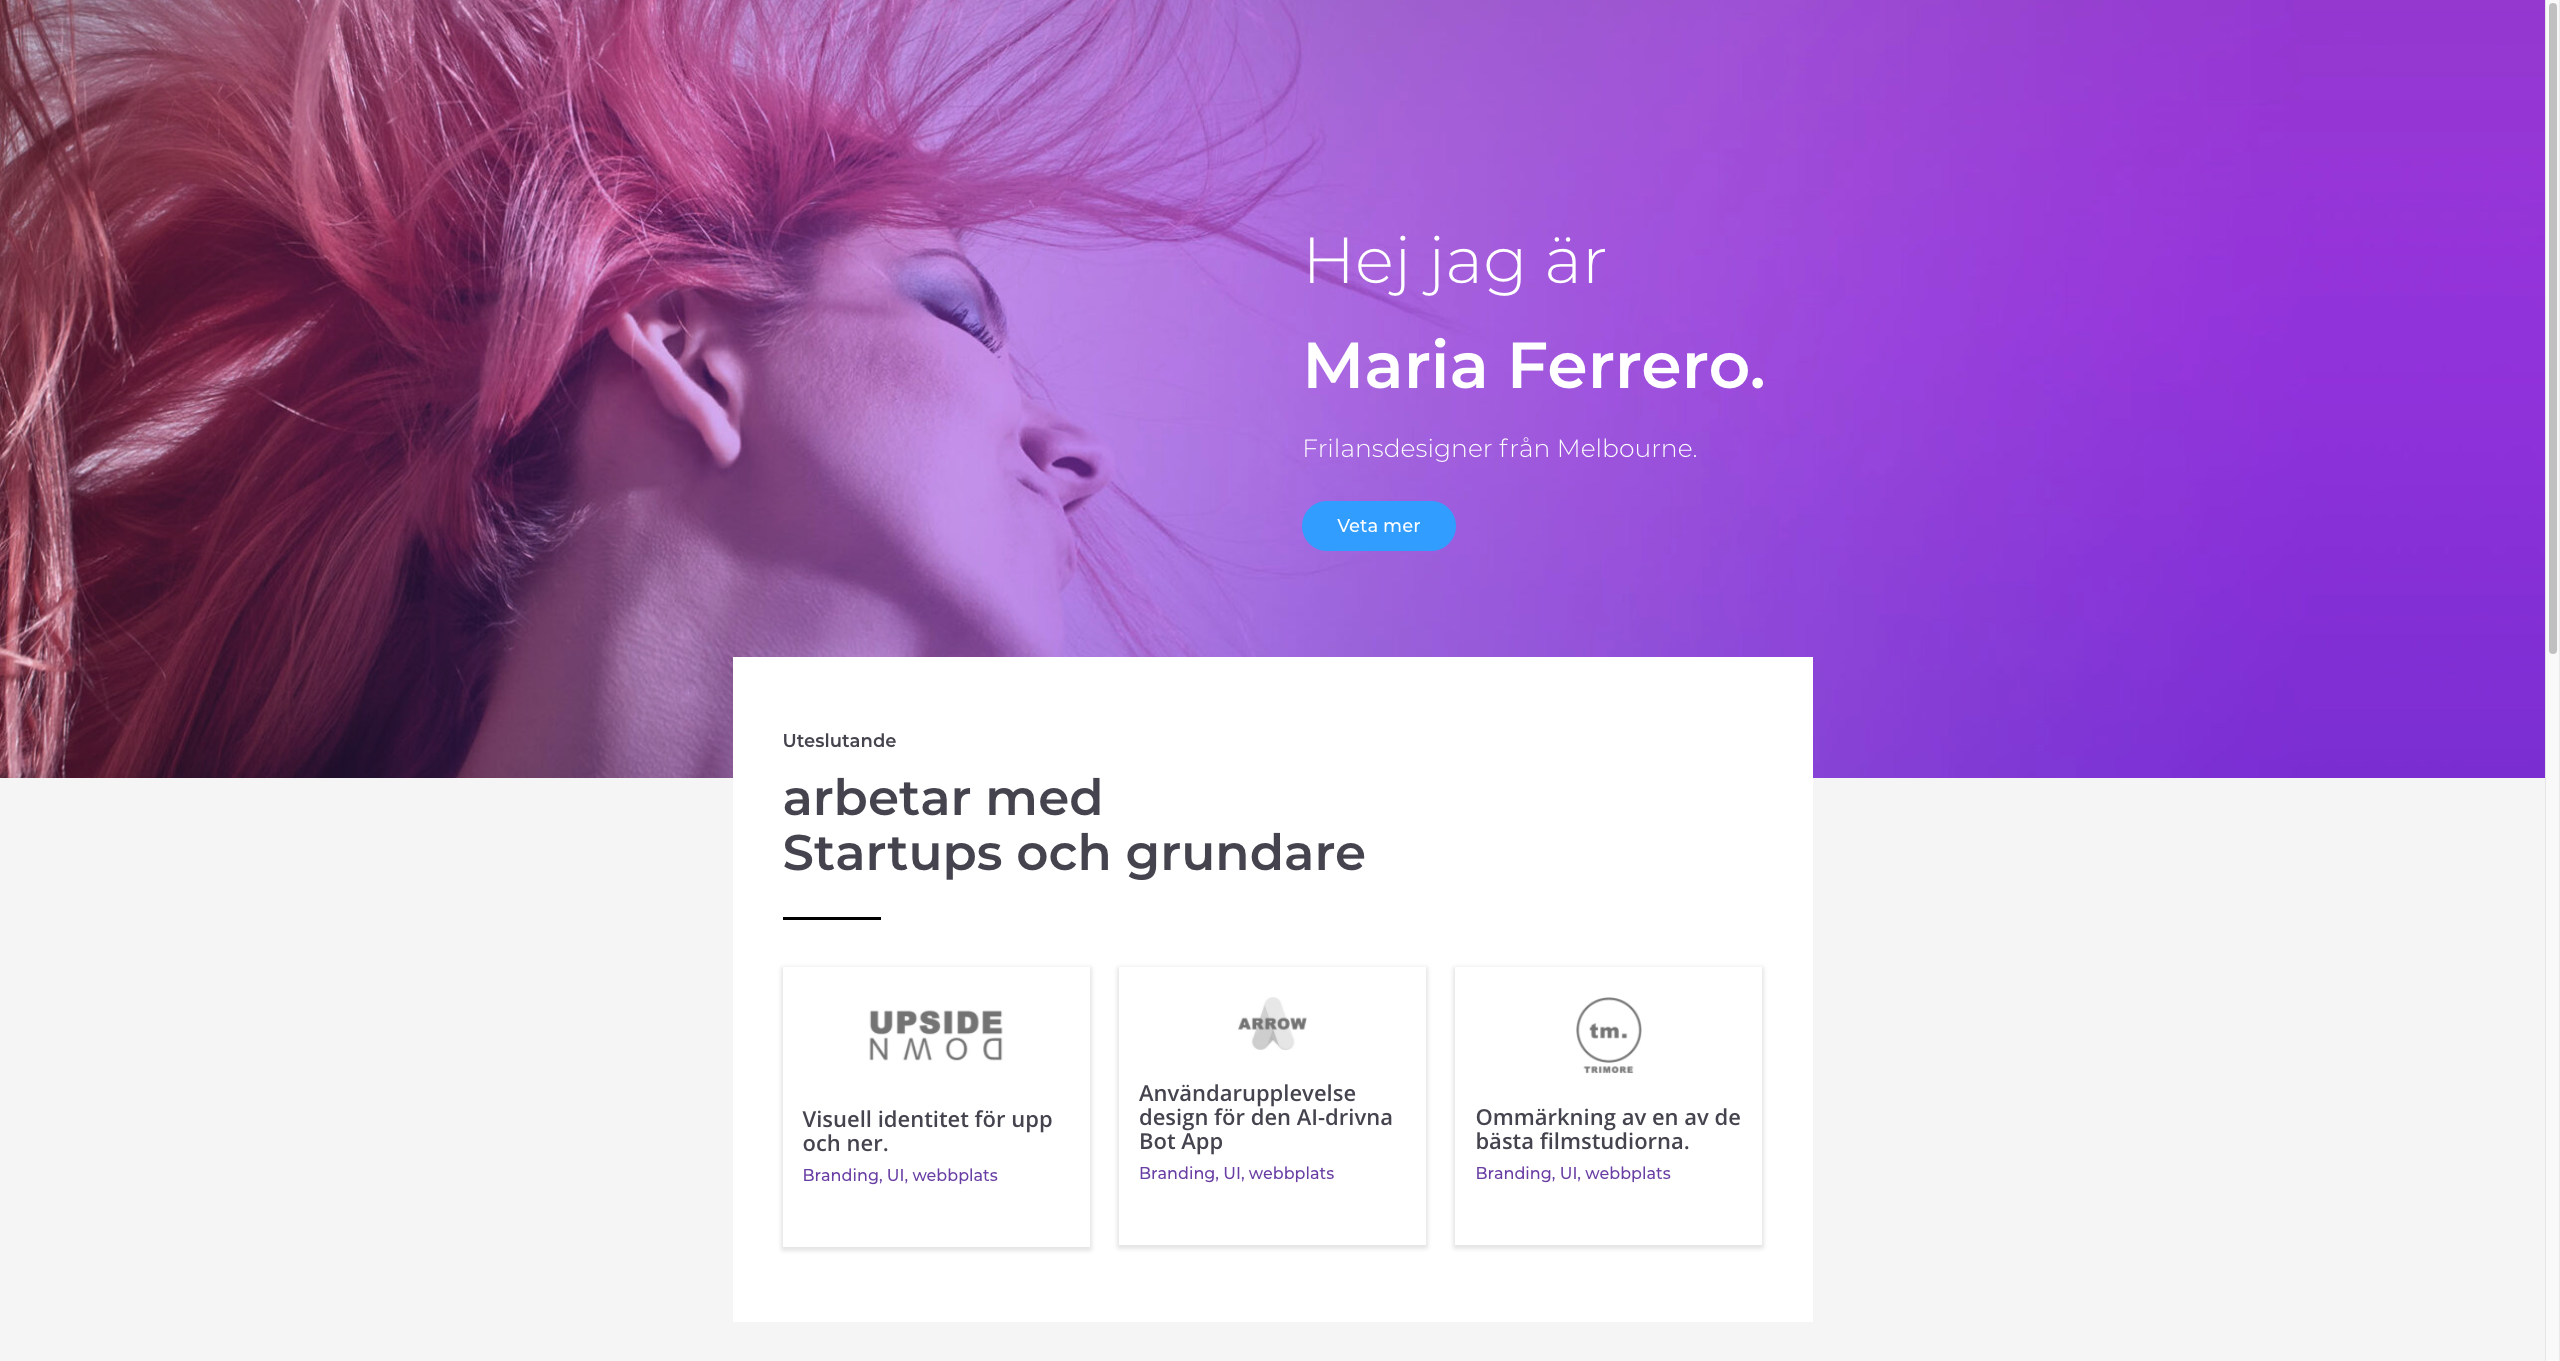 Hej jag är
Maria Ferrero.
Frilansdesigner från Melbourne.
Veta mer
Uteslutande
arbetar med
Startups och grundare
UPSIDE
DOWN
Visuell identitet för upp
och ner.
Branding, UI, webbplats
ARROW
Användarupplevelse
design för den AI-drivna
Bot App
Branding, UI, webbplats
tm.
TRIMORE
Ommärkning av en av de
bästa filmstudiorna.
Branding, UI, webbplats